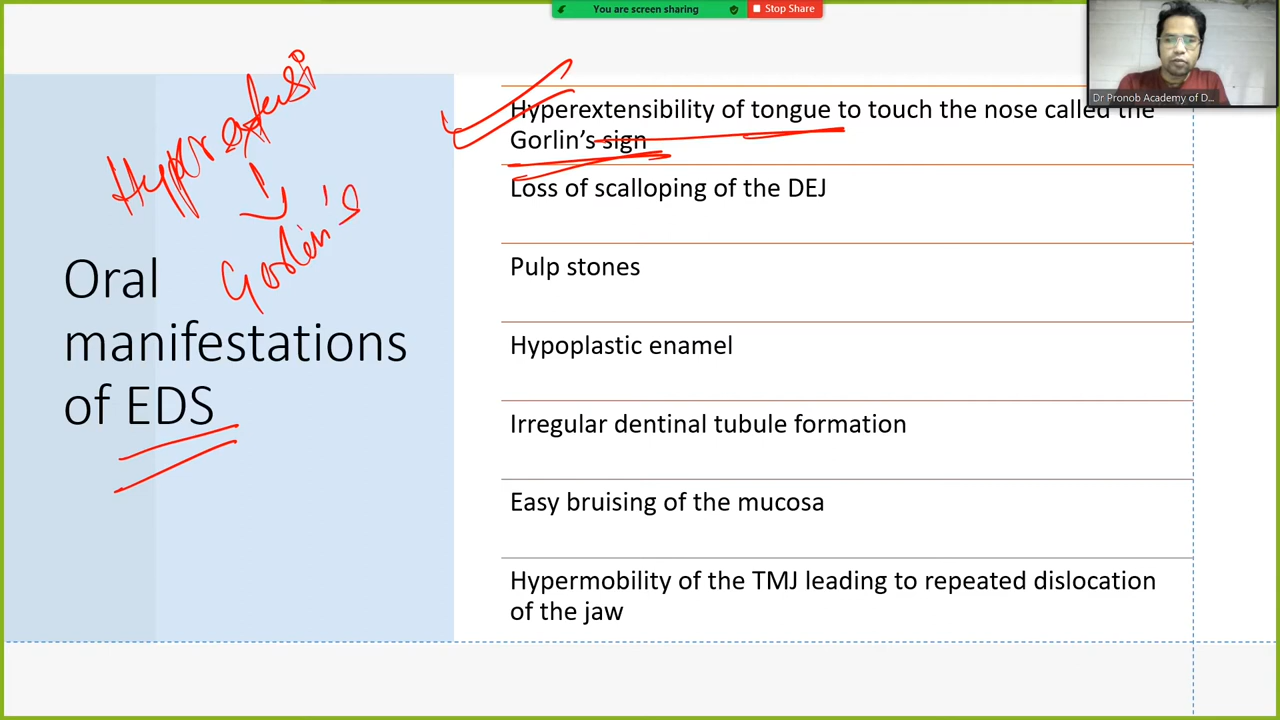 You are screen sharing
Stop Share
Dr Pronob Academy of D...
Gorlin's
Oral
manifestations
of EDS
Hyperextensibility of tongue to touch the nose called the
Gorlin’s sign
Loss of scalloping of the DEJ
Pulp stones
Hypoplastic enamel
Irregular dentinal tubule formation
Easy bruising of the mucosa
Hypermobility of the TMJ leading to repeated dislocation
of the jaw